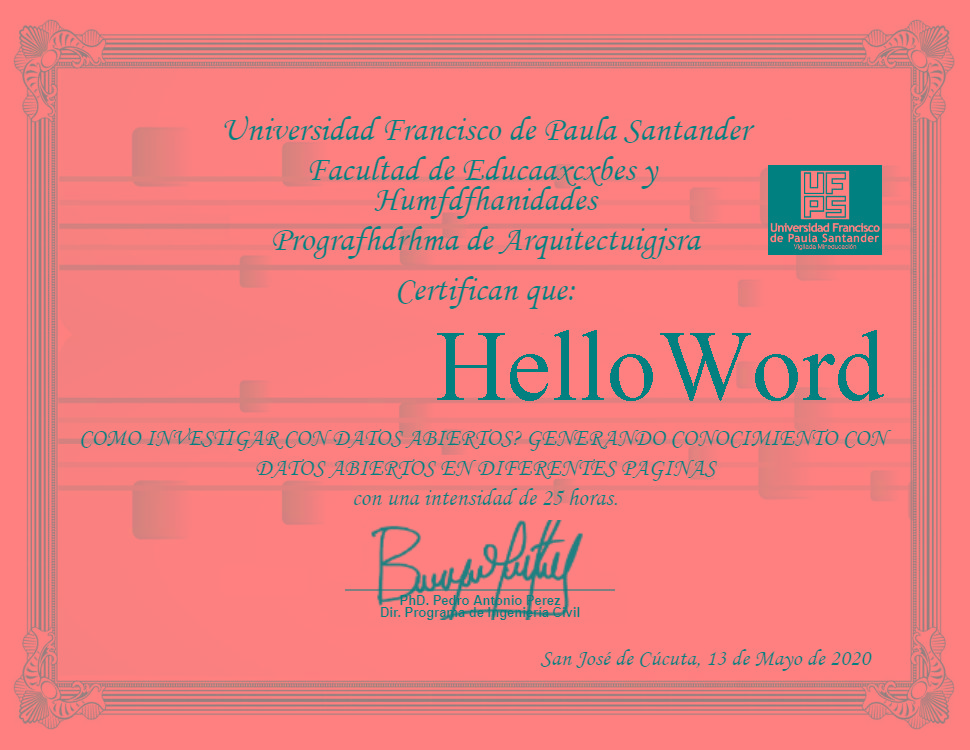 Universidad Francisco de Paula Santander
Facultad de Educaaxcxbes y
Humfdfhanidades
Prografhdrhma de Arquitectuigjsra
UFPS
Universidad Francisco
de Paula Santander
Vigilada Mineducación
Certifican que:
Hello Word
COMO INVESTIGAR CON DATOS ABIERTOS? GENERANDO CONOCIMIENTO CON
DATOS ABIERTOS EN DIFERENTES PAGINAS
con una intensidad de 25 horas.
PhD. Pedro Antonio Perez
Dir. Programa de Ingenieria Civil
San José de Cúcuta, 13 de Mayo de 2020